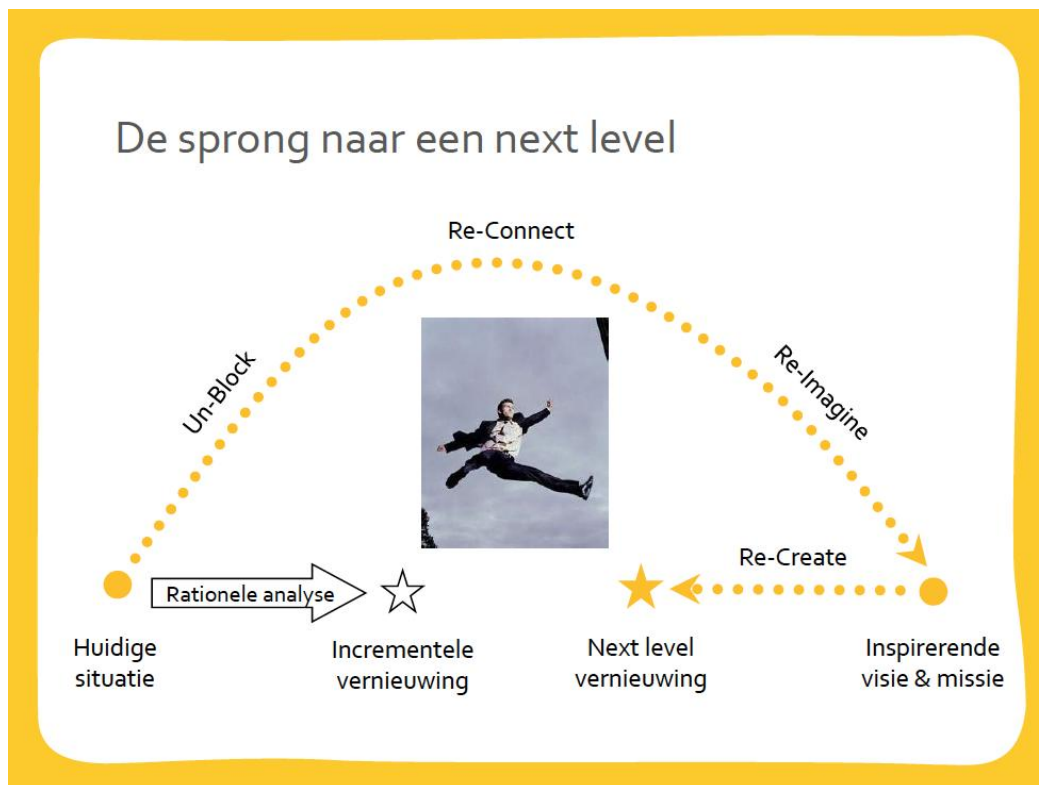 De sprong naar een next level
Re-Connect
Un-Block
Re-Imagine
Re-Create
Rationele analyse
Huidige
situatie
Incrementele
vernieuwing
Next level
vernieuwing
Inspirerende
visie & missie